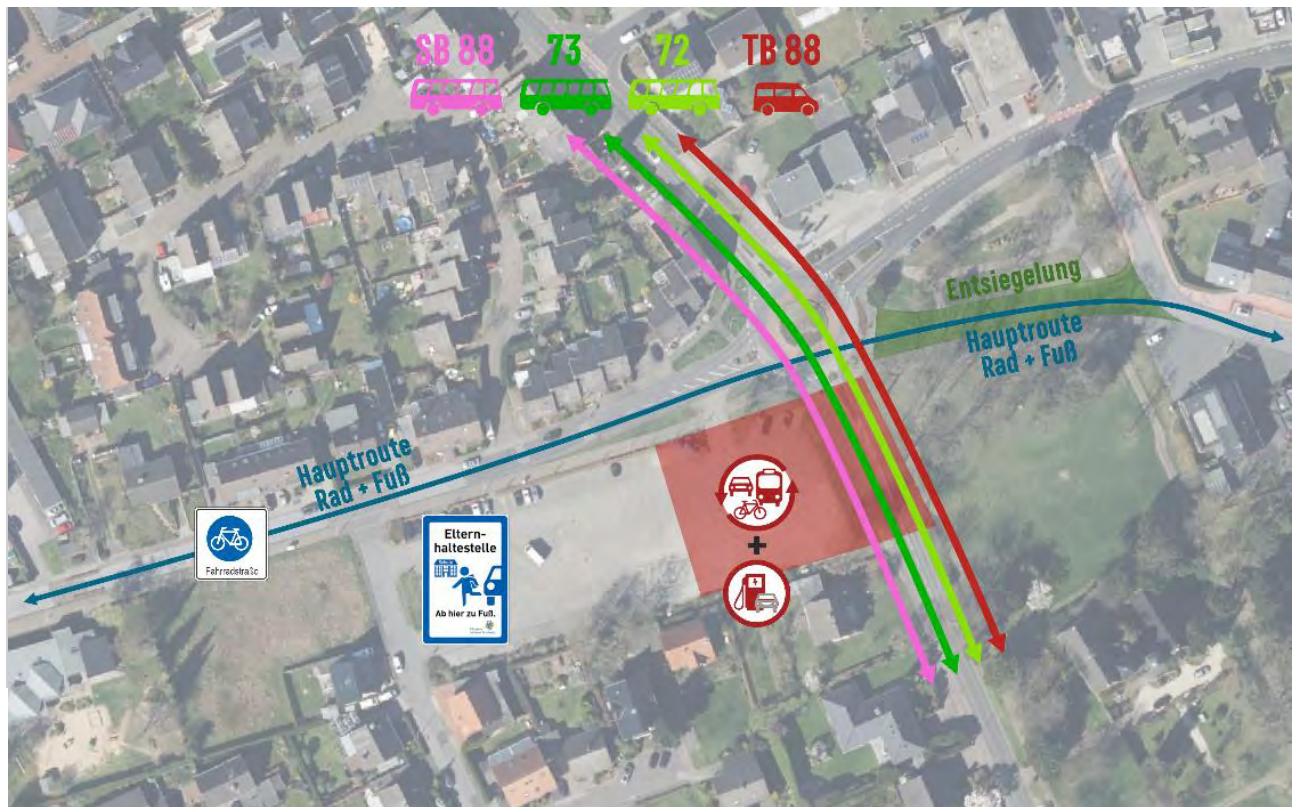 SB 88
73
72
TB 88
Entsiegelung
Hauptroute
Rad + Fuß
Hauptroute
Rad + Fuß
Fahrradstraße
Eltern-
haltestelle
Ab hier zu Fuß.
+